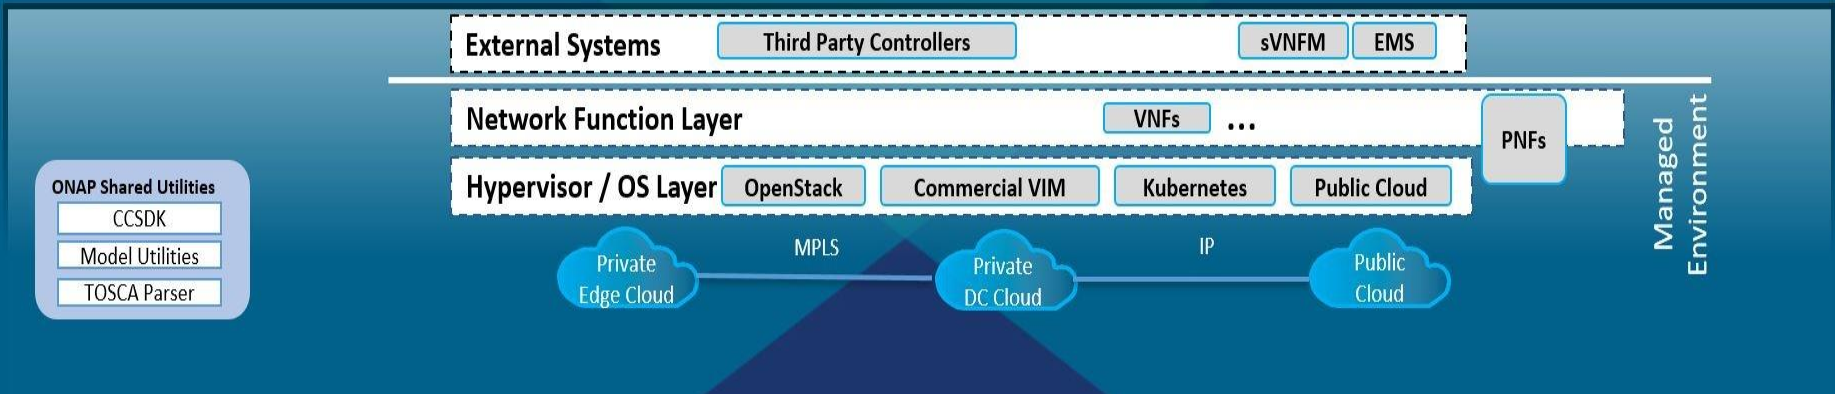 External Systems
Third Party Controllers
sVNFM
EMS
Network Function Layer
VNFs
...
PNFs
Hypervisor / OS Layer
OpenStack
Commercial VIM
Kubernetes
Public Cloud
Managed
Environment
ONAP Shared Utilities
CCSDK
Model Utilities
TOSCA Parser
Private
Edge Cloud
MPLS
Private
DC Cloud
IP
Public
Cloud